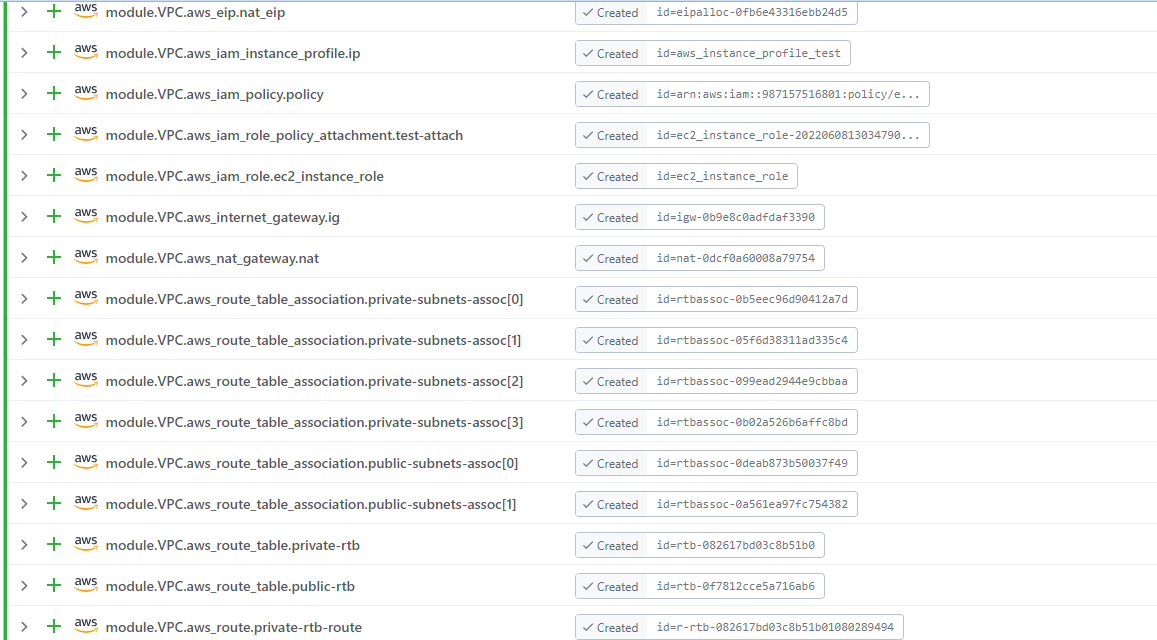 aws module.VPC.aws_eip.nat_eip Created id=eipalloc-0fb6e43316ebb24d5
aws module.VPC.aws_iam_instance_profile.ip Created id=aws_instance_profile_test
aws module.VPC.aws_iam_policy.policy Created id=arn:aws:iam::987157516801:policy/e...
aws module.VPC.aws_iam_role_policy_attachment.test-attach Created id=ec2_instance_role-2022060813034790...
aws module.VPC.aws_iam_role.ec2_instance_role Created id=ec2_instance_role
aws module.VPC.aws_internet_gateway.ig Created id=igw-0b9e8c0adfdaf3390
aws module.VPC.aws_nat_gateway.nat Created id=nat-0dcf0a60008a79754
aws module.VPC.aws_route_table_association.private-subnets-assoc[0] Created id=rtbassoc-0b5eec96d90412a7d
aws module.VPC.aws_route_table_association.private-subnets-assoc[1] Created id=rtbassoc-05f6d38311ad335c4
aws module.VPC.aws_route_table_association.private-subnets-assoc[2] Created id=rtbassoc-099ead2944e9cbbaa
aws module.VPC.aws_route_table_association.private-subnets-assoc[3] Created id=rtbassoc-0b02a526b6affc8bd
aws module.VPC.aws_route_table_association.public-subnets-assoc[0] Created id=rtbassoc-0deab873b50037f49
aws module.VPC.aws_route_table_association.public-subnets-assoc[1] Created id=rtbassoc-0a561ea97fc754382
aws module.VPC.aws_route_table.private-rtb Created id=rtb-082617bd03c8b51b0
aws module.VPC.aws_route_table.public-rtb Created id=rtb-0f7812cce5a716ab6
aws module.VPC.aws_route.private-rtb-route Created id=r-rtb-082617bd03c8b51b01080289494